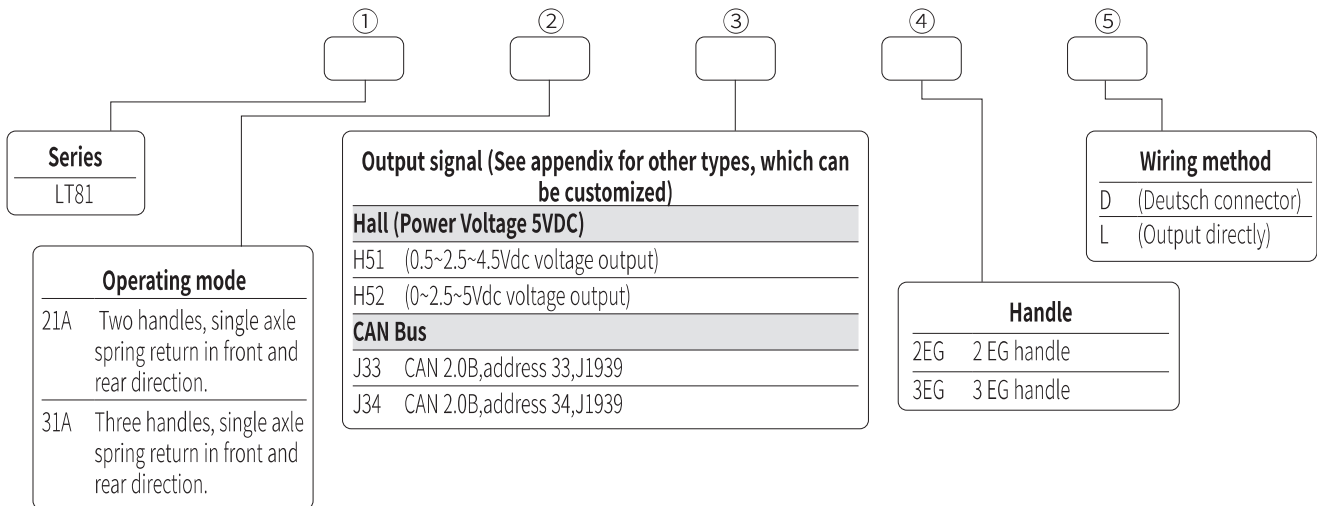 ① ② ③ ④ ⑤
Series
LT81
Operating mode
21A Two handles, single axle
spring return in front and
rear direction.
31A Three handles, single axle
spring return in front and
rear direction.
Output signal (See appendix for other types, which can
be customized)
Hall (Power Voltage 5VDC)
H51 (0.5~2.5~4.5Vdc voltage output)
H52 (0~2.5~5Vdc voltage output)
CAN Bus
J33 CAN 2.0B,address 33,J1939
J34 CAN 2.0B,address 34,J1939
Handle
2EG 2 EG handle
3EG 3 EG handle
Wiring method
D (Deutsch connector)
L (Output directly)